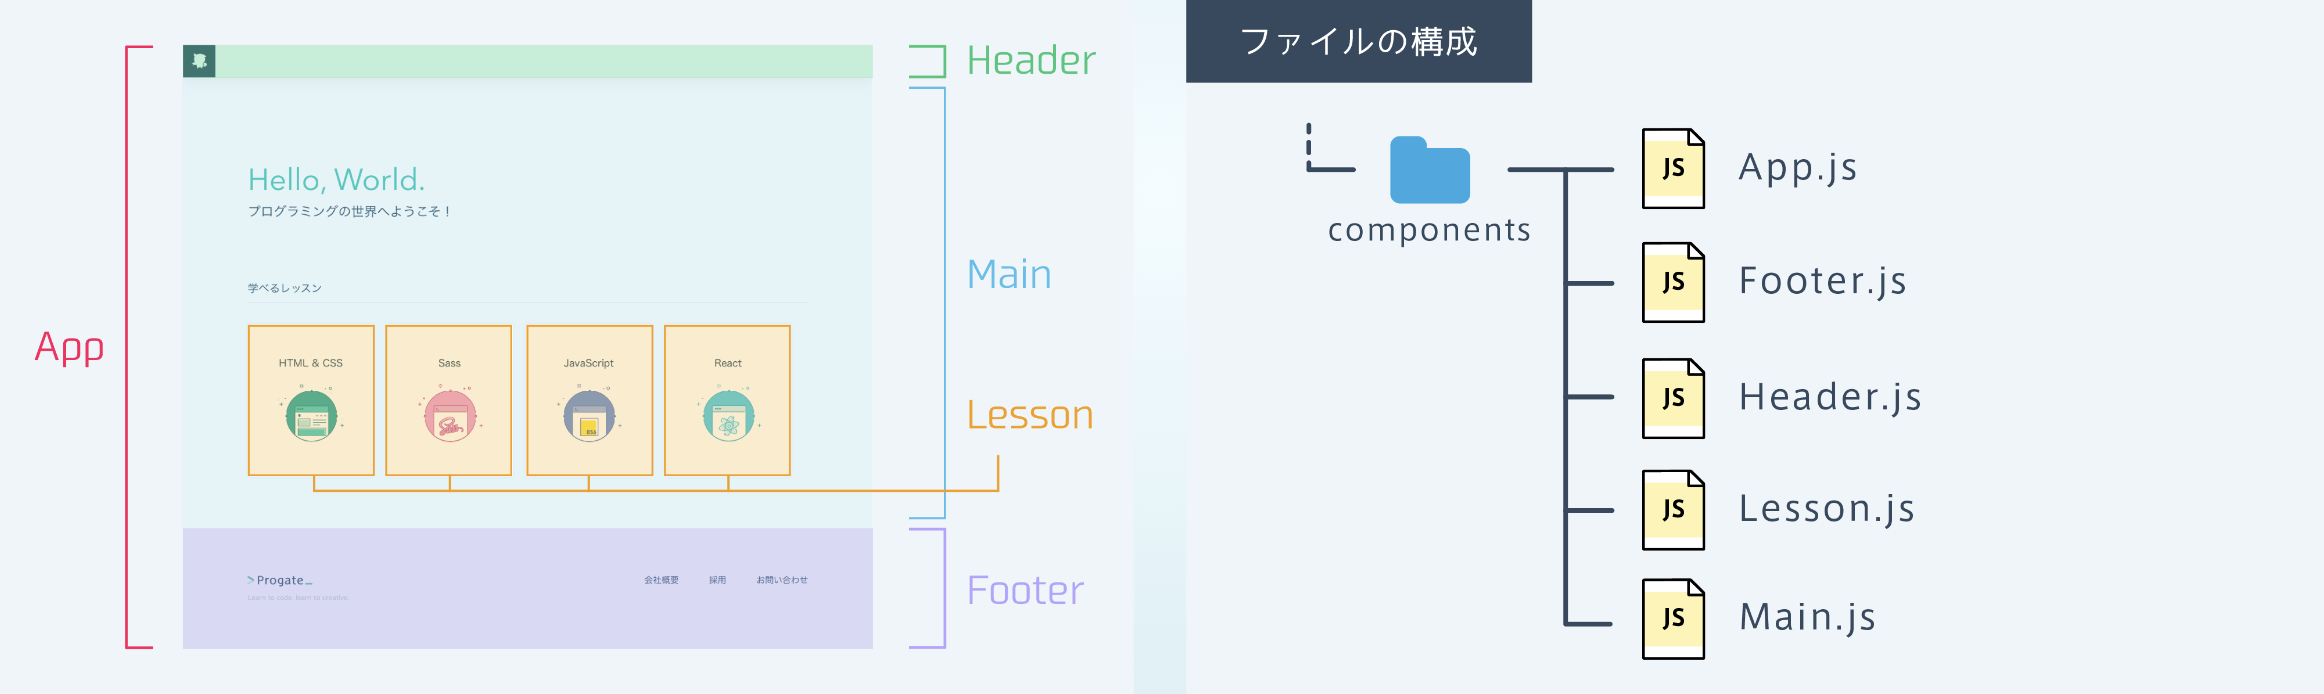 App
Hello, World.
プログラミングの世界へようこそ！
学べるレッスン
HTML & CSS
Sass
JavaScript
ES6
React
>Progate_
Learn to code, learn to creative.
会社概要 採用 お問い合わせ
Header
Main
Lesson
Footer
ファイルの構成
components
JS App.js
JS Footer.js
JS Header.js
JS Lesson.js
JS Main.js